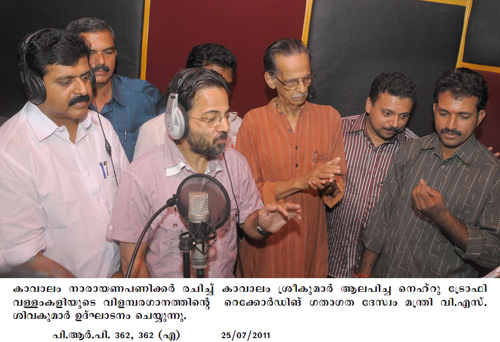 കാവാലം നാരായണപണിക്കർ രചിച്ച് കാവാലം ശ്രീകുമാർ ആലപിച്ച നെഹ്റു ട്രോഫി
വള്ളംകളിയുടെ വിളമ്പരഗാനത്തിന്റെ റെക്കോർഡിങ് ഗതാഗത ദേവസ്വം മന്ത്രി വി.എസ്.
ശിവകുമാർ ഉദ്ഘാടനം ചെയ്യുന്നു.
പി.ആർ.പി. 362, 362 (എ) 25/07/2011